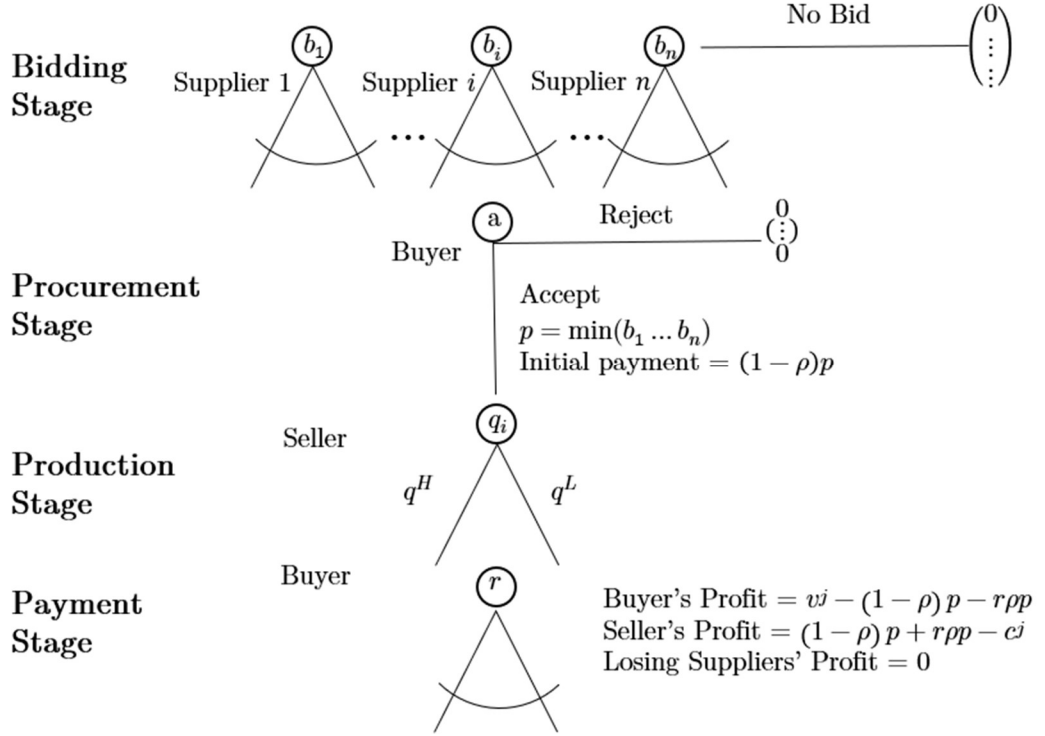 No Bid
Bidding
Stage
b₁
bᵢ
bₙ
0
⋮
⋮
Supplier 1
Supplier i
Supplier n
...
...
a
Reject
0
⋮
0
Buyer
Procurement
Stage
Accept
p = min(b₁ ... bₙ)
Initial payment = (1 − ρ)p
qᵢ
Seller
Production
Stage
qᴴ
qᴸ
Buyer
r
Payment
Stage
Buyer's Profit = vʲ − (1 − ρ) p − rρp
Seller's Profit = (1 − ρ) p + rρp − cʲ
Losing Suppliers' Profit = 0